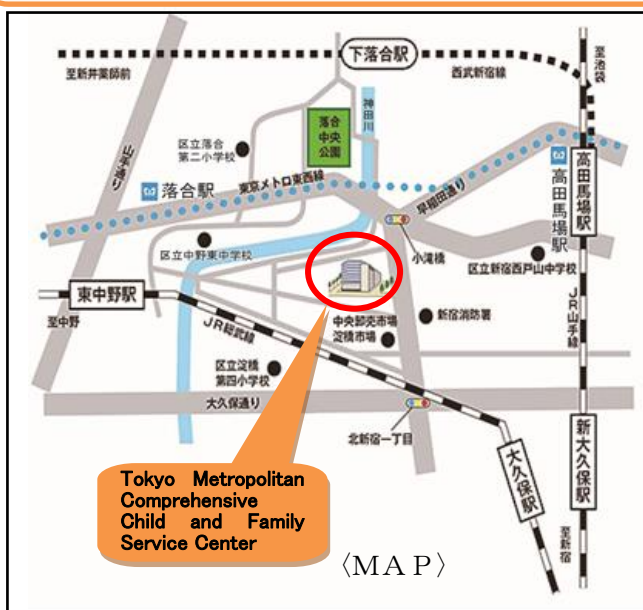 下落合駅
至新井薬師前
西武新宿線
至池袋
山手通り
区立落合
第二小学校
落合
中央
公園
神田川
落合駅
東京メトロ東西線
早稲田通り
高田馬場駅
高田馬場駅
小滝橋
区立中野東中学校
区立新宿西戸山中学校
東中野駅
至中野
JR総武線
中央卸売市場
淀橋市場
新宿消防署
JR山手線
区立淀橋
第四小学校
大久保通り
北新宿一丁目
大久保駅
新大久保駅
至新宿
Tokyo Metropolitan
Comprehensive
Child and Family
Service Center
〈MAP〉